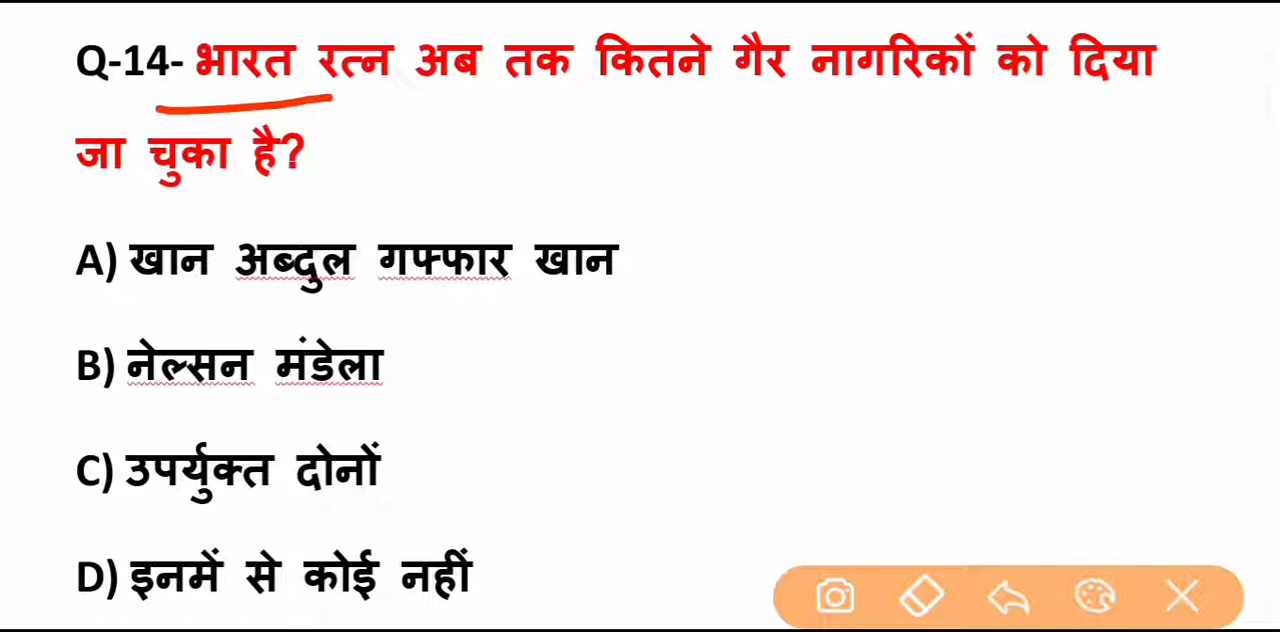 Q-14- भारत रत्न अब तक कितने गैर नागरिकों को दिया
जा चुका है?
A) खान अब्दुल गफ्फार खान
B) नेल्सन मंडेला
C) उपर्युक्त दोनों
D) इनमें से कोई नहीं